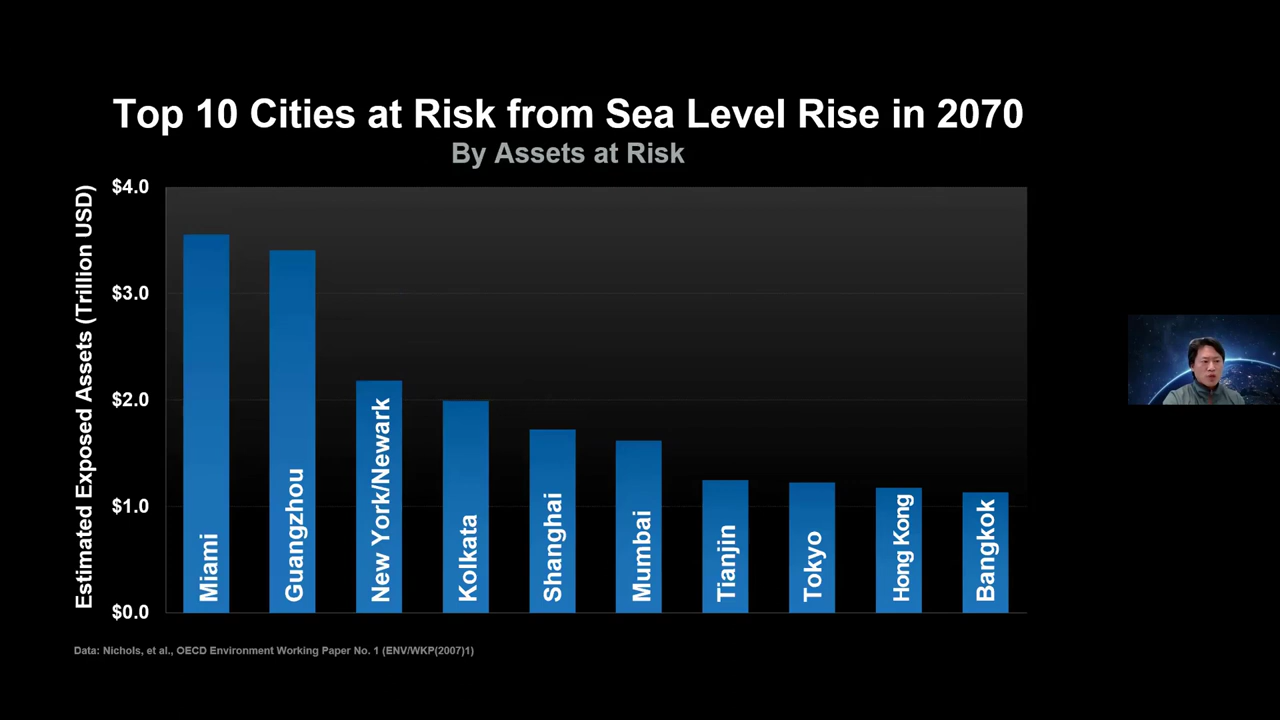 Top 10 Cities at Risk from Sea Level Rise in 2070
By Assets at Risk
Estimated Exposed Assets (Trillion USD)
$4.0
$3.0
$2.0
$1.0
$0.0
Miami
Guangzhou
New York/Newark
Kolkata
Shanghai
Mumbai
Tianjin
Tokyo
Hong Kong
Bangkok
Data: Nichols, et al., OECD Environment Working Paper No. 1 (ENV/WKP(2007)1)